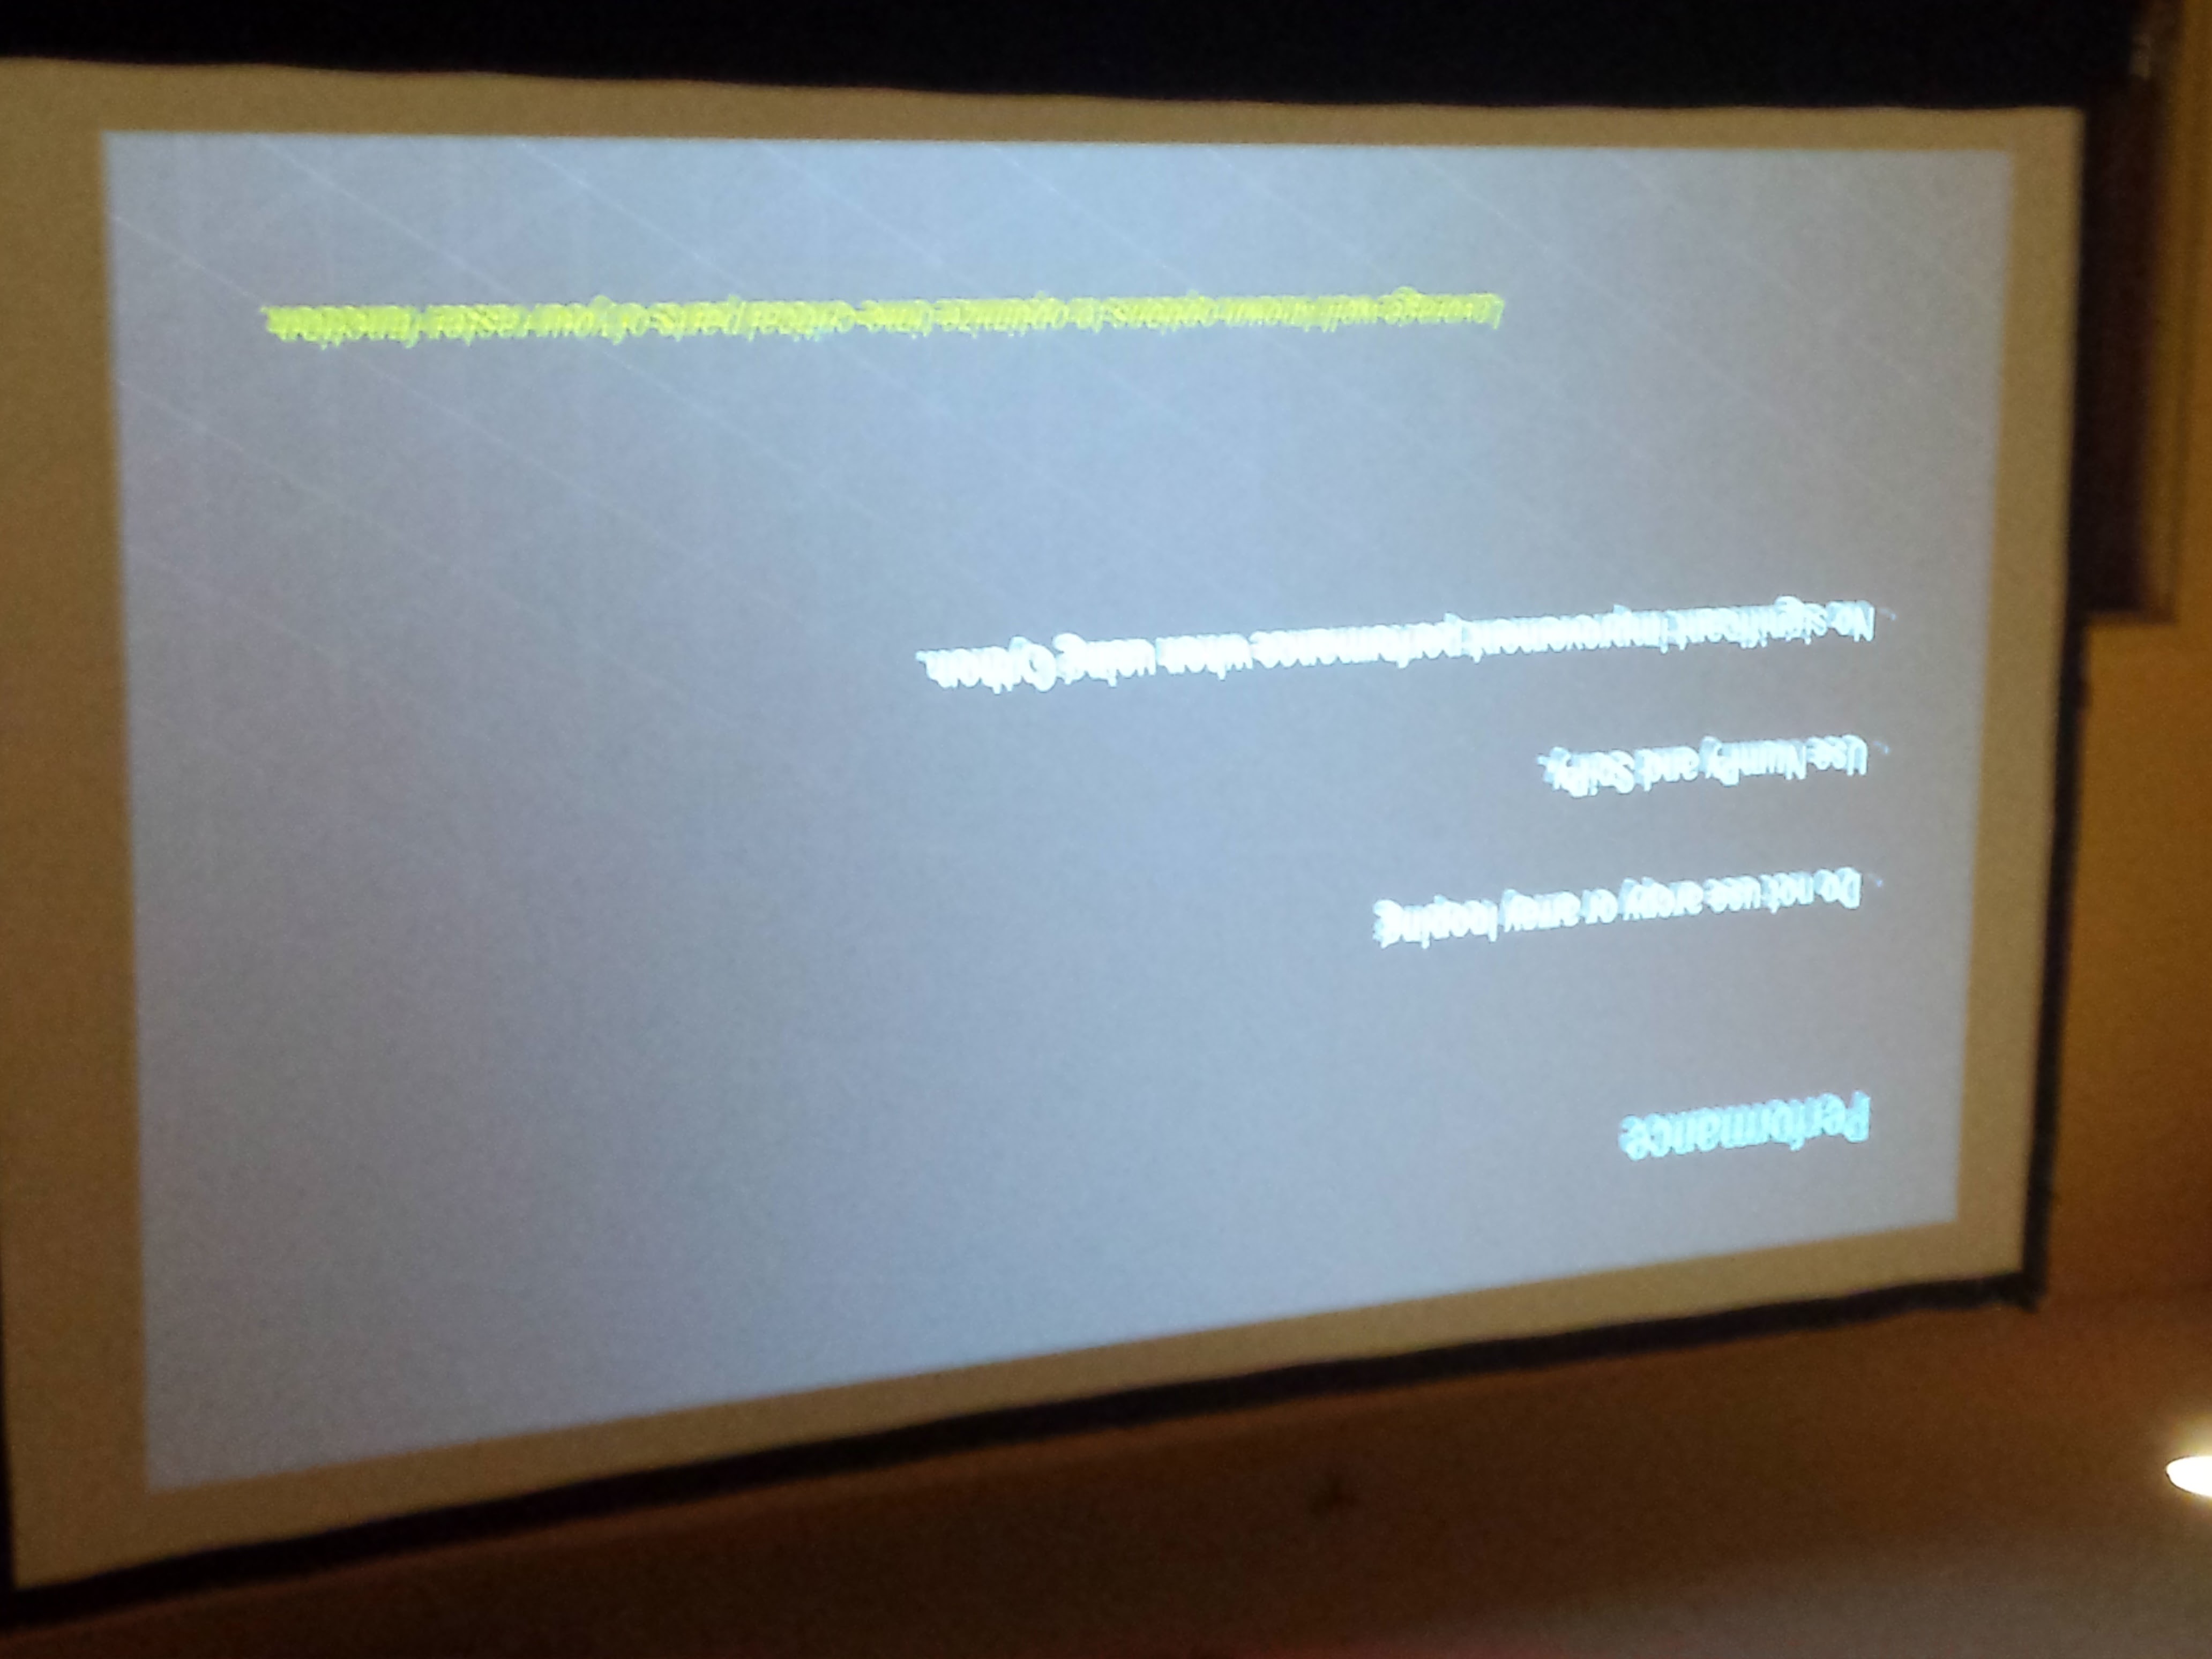 Performance
Do not use arcpy or array looping
Use NumPy and SciPy.
No significant improvement performance when using Cython.
Leverage well-known options to optimize time-critical parts of your raster function.